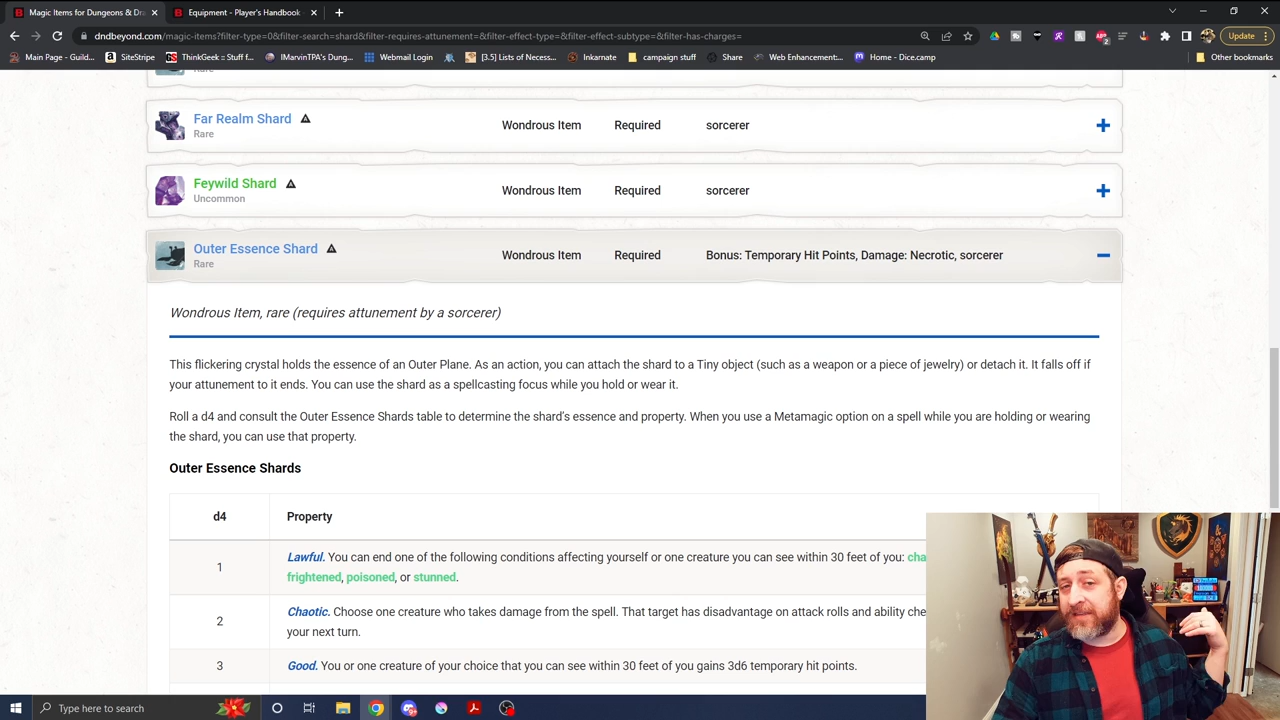 Magic Items for Dungeons & Dra
Equipment - Player's Handbook -
dndbeyond.com/magic-items?filter-type=0&filter-search=shard&filter-requires-attunement=&filter-effect-type=&filter-effect-subtype=&filter-has-charges=
Update
Main Page - Guild...
SiteStripe
ThinkGeek :: Stuff f...
IMarvinTPA's Dung...
Webmail Login
[3.5] Lists of Necess...
Inkarnate
campaign stuff
Share
Web Enhancement:...
Home - Dice.camp
Other bookmarks
Rare
Far Realm Shard
Rare
Wondrous Item Required sorcerer
Feywild Shard
Uncommon
Wondrous Item Required sorcerer
Outer Essence Shard
Rare
Wondrous Item Required Bonus: Temporary Hit Points, Damage: Necrotic, sorcerer
Wondrous Item, rare (requires attunement by a sorcerer)
This flickering crystal holds the essence of an Outer Plane. As an action, you can attach the shard to a Tiny object (such as a weapon or a piece of jewelry) or detach it. It falls off if
your attunement to it ends. You can use the shard as a spellcasting focus while you hold or wear it.
Roll a d4 and consult the Outer Essence Shards table to determine the shard's essence and property. When you use a Metamagic option on a spell while you are holding or wearing
the shard, you can use that property.
Outer Essence Shards
d4 Property
1 Lawful. You can end one of the following conditions affecting yourself or one creature you can see within 30 feet of you: cha
frightened, poisoned, or stunned.
2 Chaotic. Choose one creature who takes damage from the spell. That target has disadvantage on attack rolls and ability che
your next turn.
3 Good. You or one creature of your choice that you can see within 30 feet of you gains 3d6 temporary hit points.
Type here to search